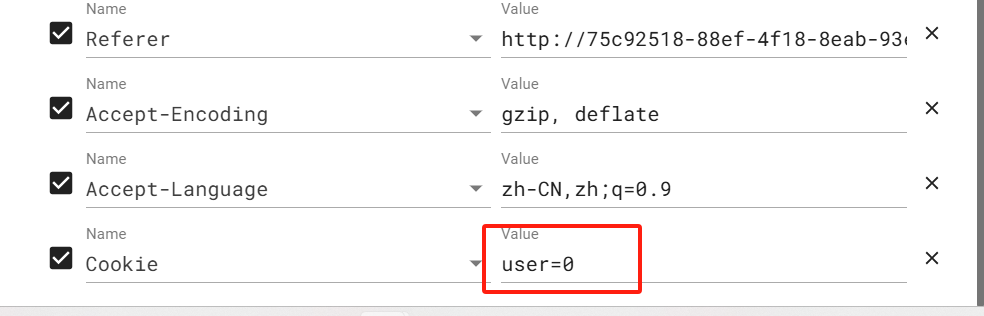 Name Value
Referer http://75c92518-88ef-4f18-8eab-93
Name Value
Accept-Encoding gzip, deflate
Name Value
Accept-Language zh-CN,zh;q=0.9
Name Value
Cookie user=0